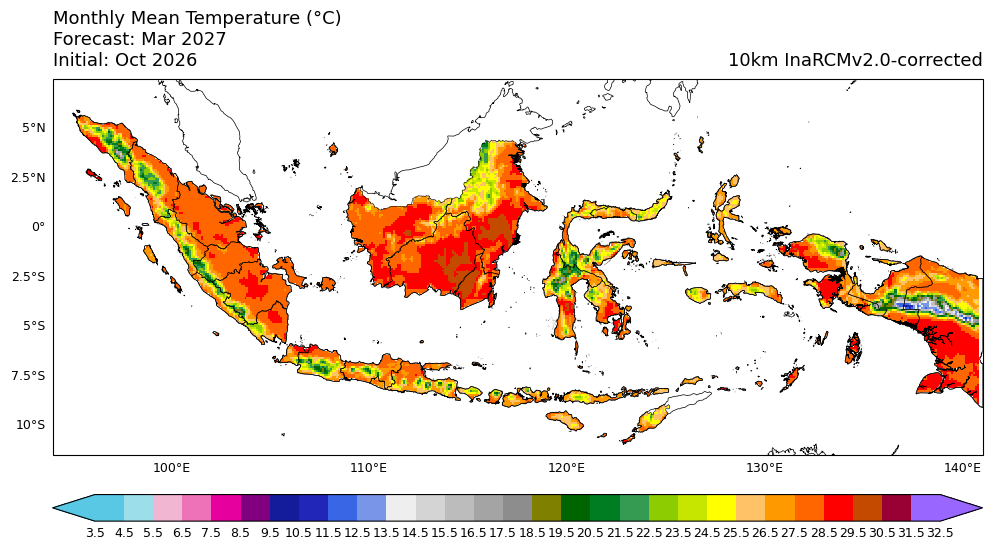 Monthly Mean Temperature (°C)
Forecast: Mar 2027
Initial: Oct 2026
10km InaRCMv2.0-corrected
5°N
2.5°N
0°
2.5°S
5°S
7.5°S
10°S
100°E 110°E 120°E 130°E 140°E
3.5 4.5 5.5 6.5 7.5 8.5 9.5 10.5 11.5 12.5 13.5 14.5 15.5 16.5 17.5 18.5 19.5 20.5 21.5 22.5 23.5 24.5 25.5 26.5 27.5 28.5 29.5 30.5 31.5 32.5